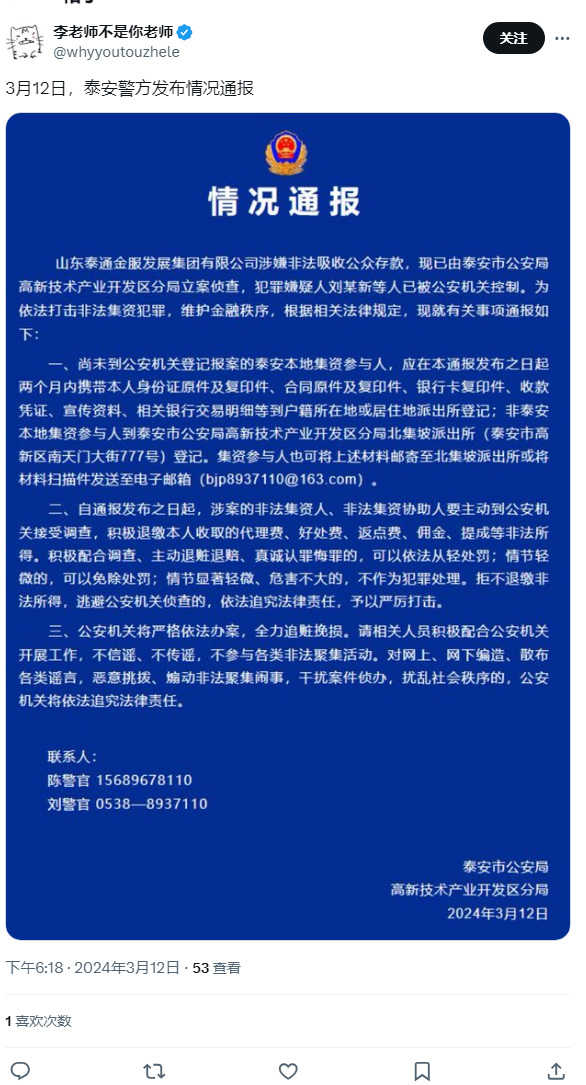 李老师不是你老师
@whyyoutouzhele
关注
3月12日，泰安警方发布情况通报
情况通报
山东泰通金服发展集团有限公司涉嫌非法吸收公众存款，现已由泰安市公安局
高新技术产业开发区分局立案侦查，犯罪嫌疑人刘某新等人已被公安机关控制。为
依法打击非法集资犯罪，维护金融秩序，根据相关法律规定，现就有关事项通报如
下：
一、尚未到公安机关登记报案的泰安本地集资参与人，应在本通报发布之日起
两个月内携带本人身份证原件及复印件、合同原件及复印件、银行卡复印件、收款
凭证、宣传资料、相关银行交易明细等到户籍所在地或居住地派出所登记；非泰安
本地集资参与人到泰安市公安局高新技术产业开发区分局北集坡派出所（泰安市高
新区南天门大街777号）登记。集资参与人也可将上述材料邮寄至北集坡派出所或将
材料扫描件发送至电子邮箱（bjp8937110@163.com）。
二、自通报发布之日起，涉案的非法集资人、非法集资协助人要主动到公安机
关接受调查，积极退缴本人收取的代理费、好处费、返点费、佣金、提成等非法所
得。积极配合调查、主动退赃退赔、真诚认罪悔罪的，可以依法从轻处罚；情节轻
微的，可以免除处罚；情节显著轻微、危害不大的，不作为犯罪处理。拒不退缴非
法所得，逃避公安机关侦查的，依法追究法律责任，予以严厉打击。
三、公安机关将严格依法办案，全力追赃挽损。请相关人员积极配合公安机关
开展工作，不信谣、不传谣，不参与各类非法聚集活动。对网上、网下编造、散布
各类谣言，恶意挑拨、煽动非法聚集闹事，干扰案件侦办，扰乱社会秩序的，公安
机关将依法追究法律责任。
联系人：
陈警官 15689678110
刘警官 0538—8937110
泰安市公安局
高新技术产业开发区分局
2024年3月12日
下午6:18 · 2024年3月12日 · 53 查看
1 喜欢次数